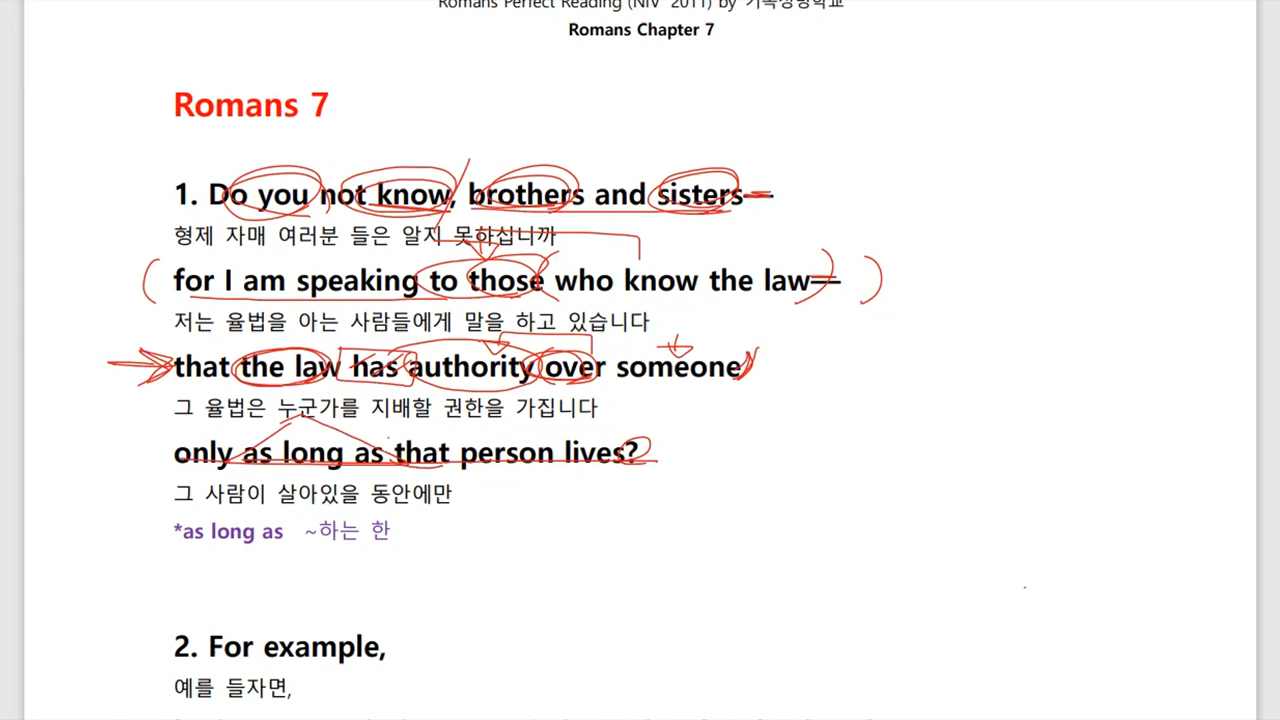 Romans Perfect Reading (NIV 2011) by
Romans Chapter 7
Romans 7
1. Do you not know, brothers and sisters—
형제 자매 여러분 들은 알지 못하십니까
for I am speaking to those who know the law—
저는 율법을 아는 사람들에게 말을 하고 있습니다
that the law has authority over someone
그 율법은 누군가를 지배할 권한을 가집니다
only as long as that person lives?
그 사람이 살아있을 동안에만
*as long as ~하는 한
2. For example,
예를 들자면,